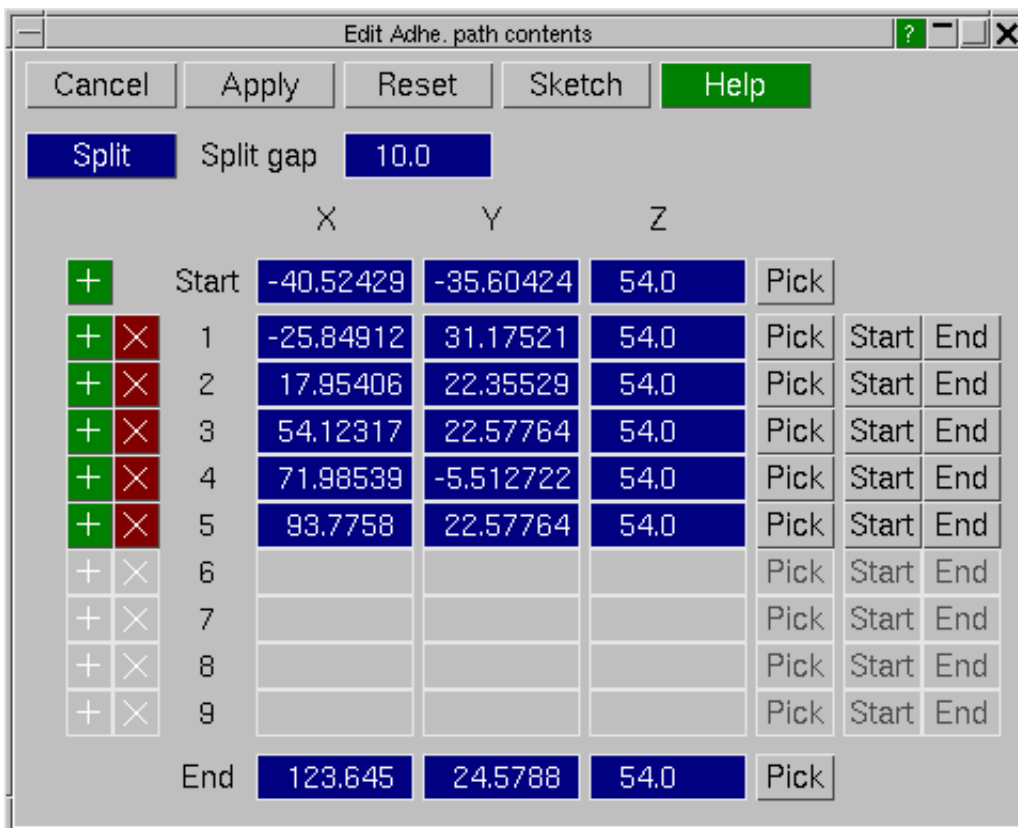 Edit Adhe. path contents ?
Cancel Apply Reset Sketch Help
Split Split gap 10.0
X Y Z
+ Start -40.52429 -35.60424 54.0 Pick
+ × 1 -25.84912 31.17521 54.0 Pick Start End
+ × 2 17.95406 22.35529 54.0 Pick Start End
+ × 3 54.12317 22.57764 54.0 Pick Start End
+ × 4 71.98539 -5.512722 54.0 Pick Start End
+ × 5 93.7758 22.57764 54.0 Pick Start End
+ × 6 Pick Start End
+ × 7 Pick Start End
+ × 8 Pick Start End
+ × 9 Pick Start End
End 123.645 24.5788 54.0 Pick